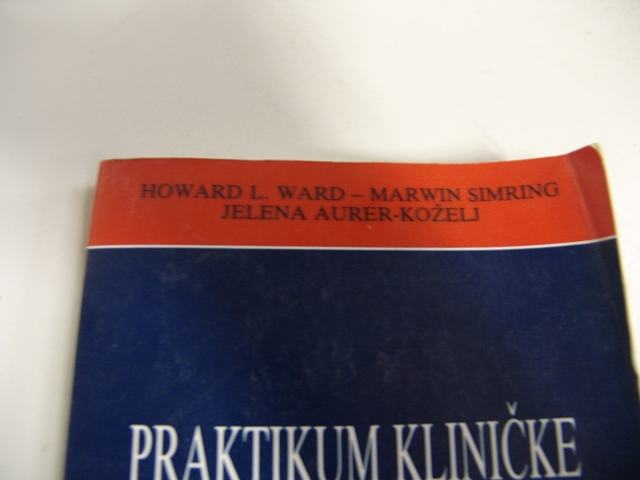 HOWARD L. WARD – MARWIN SIMRING
JELENA AURER-KOŽELJ
PRAKTIKUM KLINIČKE